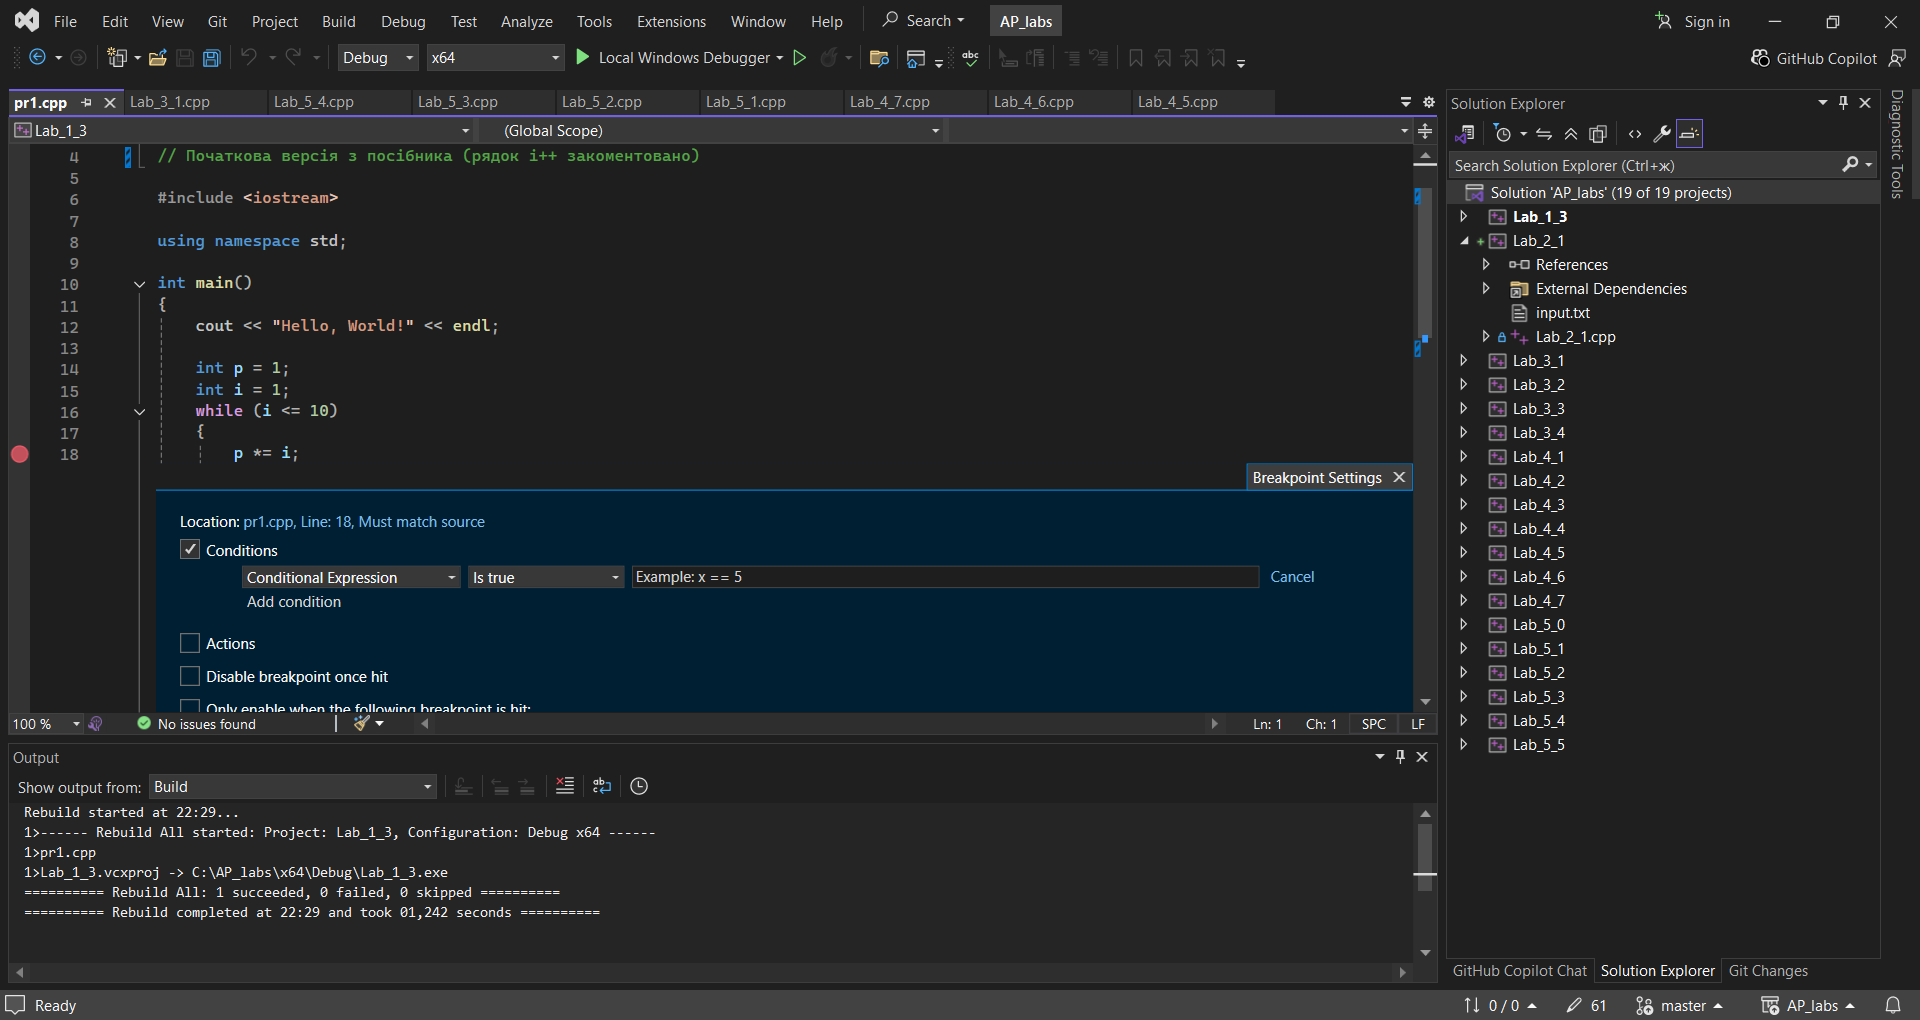 File Edit View Git Project Build Debug Test Analyze Tools Extensions Window Help Search AP_labs Sign in
Debug x64 Local Windows Debugger GitHub Copilot
pr1.cpp Lab_3_1.cpp Lab_5_4.cpp Lab_5_3.cpp Lab_5_2.cpp Lab_5_1.cpp Lab_4_7.cpp Lab_4_6.cpp Lab_4_5.cpp
Lab_1_3 (Global Scope)
4 // Початкова версія з посібника (рядок i++ закоментовано)
5
6 #include <iostream>
7
8 using namespace std;
9
10 int main()
11 {
12 cout << "Hello, World!" << endl;
13
14 int p = 1;
15 int i = 1;
16 while (i <= 10)
17 {
18 p *= i;
Breakpoint Settings
Location: pr1.cpp, Line: 18, Must match source
Conditions
Conditional Expression Is true Example: x == 5 Cancel
Add condition
Actions
Disable breakpoint once hit
Only enable when the following breakpoint is hit:
100 % No issues found Ln: 1 Ch: 1 SPC LF
Output
Show output from: Build
Rebuild started at 22:29...
1>------ Rebuild All started: Project: Lab_1_3, Configuration: Debug x64 ------
1>pr1.cpp
1>Lab_1_3.vcxproj -> C:\AP_labs\x64\Debug\Lab_1_3.exe
========== Rebuild All: 1 succeeded, 0 failed, 0 skipped ==========
========== Rebuild completed at 22:29 and took 01,242 seconds ==========
Solution Explorer
Search Solution Explorer (Ctrl+ж)
Solution 'AP_labs' (19 of 19 projects)
Lab_1_3
Lab_2_1
References
External Dependencies
input.txt
Lab_2_1.cpp
Lab_3_1
Lab_3_2
Lab_3_3
Lab_3_4
Lab_4_1
Lab_4_2
Lab_4_3
Lab_4_4
Lab_4_5
Lab_4_6
Lab_4_7
Lab_5_0
Lab_5_1
Lab_5_2
Lab_5_3
Lab_5_4
Lab_5_5
GitHub Copilot Chat Solution Explorer Git Changes
Diagnostic Tools
Ready 0 / 0 61 master AP_labs